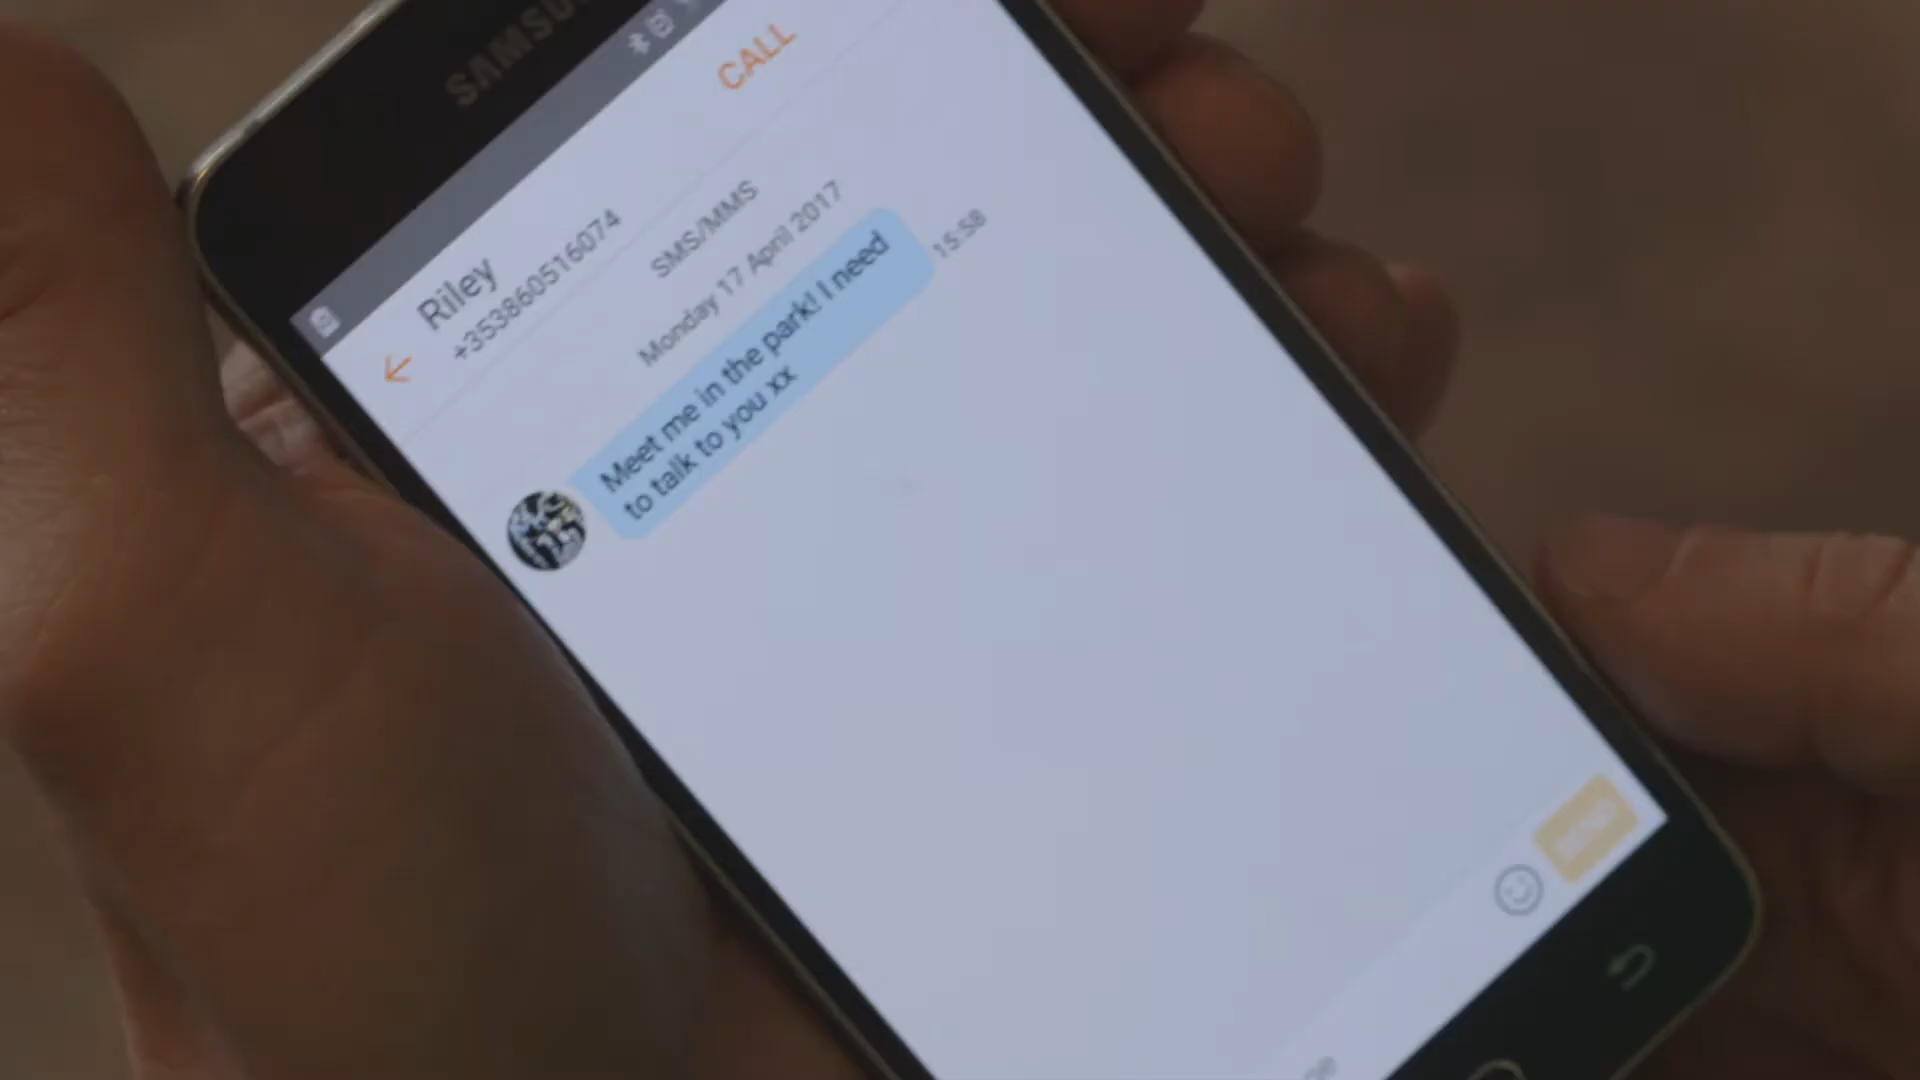 SAMSUNG
CALL
Riley
+353860516074
SMS/MMS
Monday 17 April 2017
Meet me in the park! I need
to talk to you xx
15:58
SEND